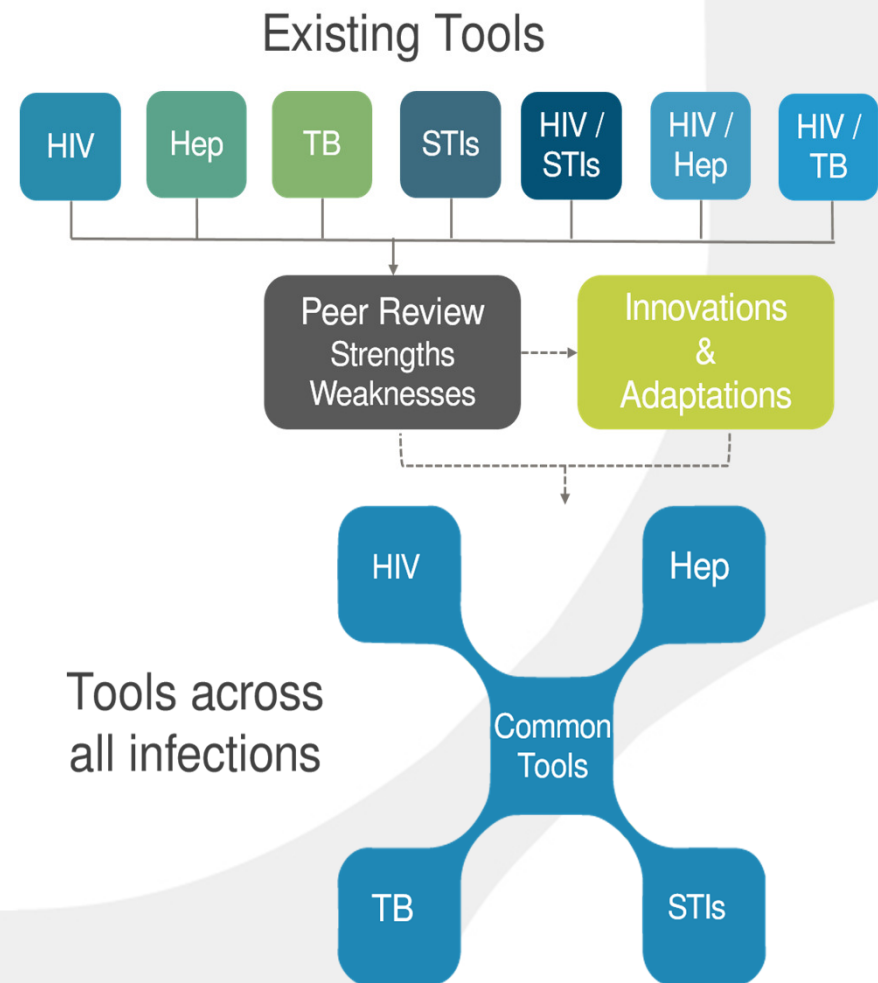 Existing Tools
HIV
Hep
TB
STIs
HIV /
STIs
HIV /
Hep
HIV /
TB
Peer Review
Strengths
Weaknesses
Innovations
&
Adaptations
HIV
Hep
Tools across
all infections
Common
Tools
TB
STIs